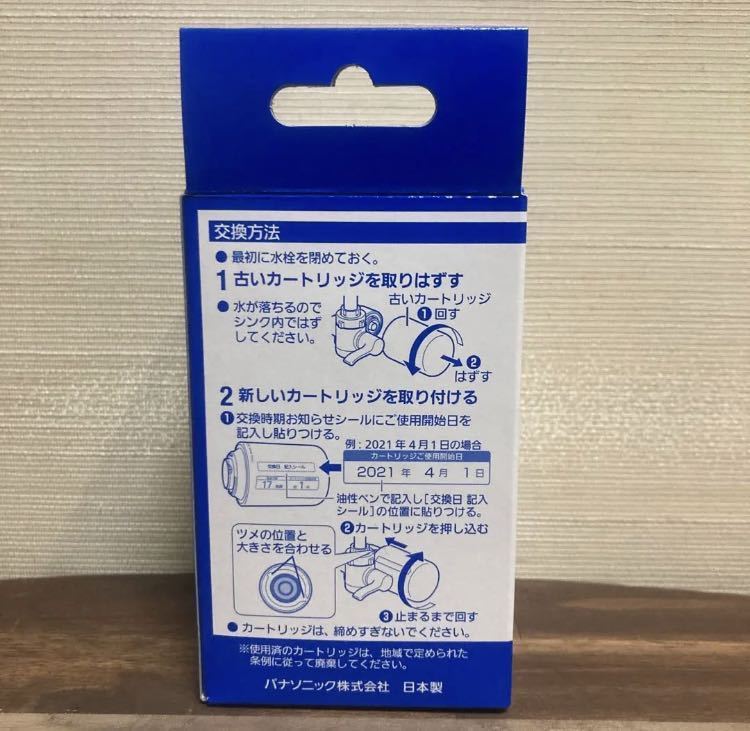 交換方法
● 最初に水栓を閉めておく。
1 古いカートリッジを取りはずす
● 水が落ちるので
シンク内ではず
してください。
古いカートリッジ
❶ 回す
❷
はずす
2 新しいカートリッジを取り付ける
❶ 交換時期お知らせシールにご使用開始日を
記入し貼りつける。
例 : 2021 年 4 月 1 日の場合
カートリッジご使用開始日
2021 年 4 月 1 日
交換日 記入シール
17
約 1 年
油性ペンで記入し［交換日 記入
シール］の位置に貼りつける。
❷ カートリッジを押し込む
ツメの位置と
大きさを合わせる
❸ 止まるまで回す
● カートリッジは、締めすぎないでください。
※使用済のカートリッジは、地域で定められた
条例に従って廃棄してください。
パナソニック株式会社 日本製